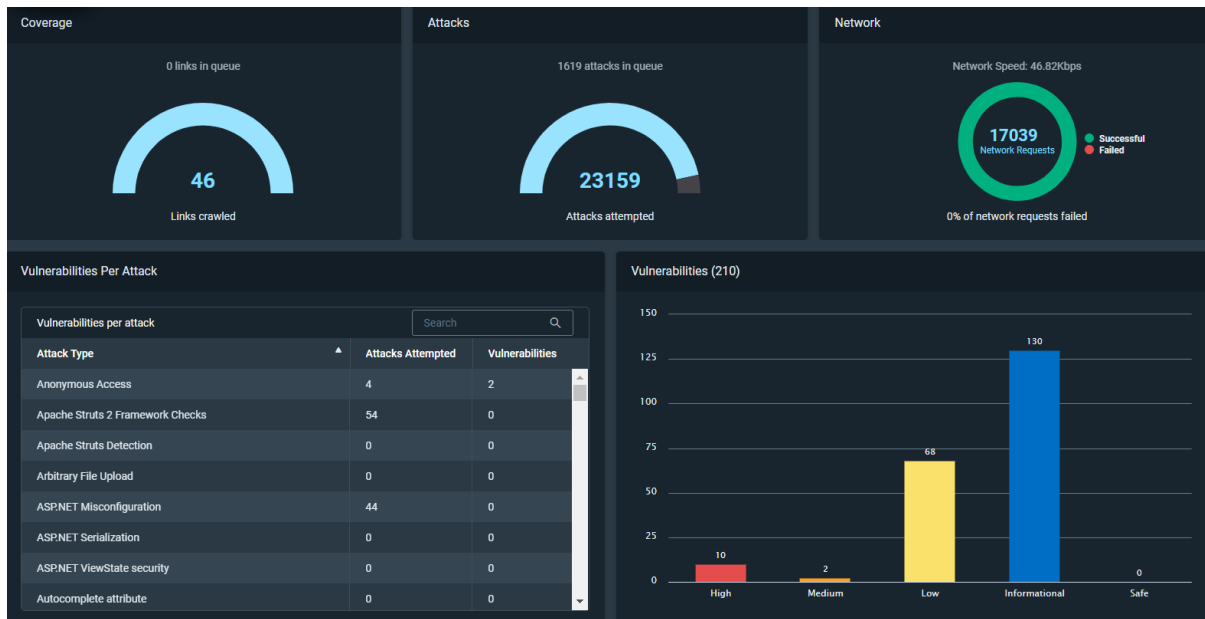 Coverage
0 links in queue
46
Links crawled
Attacks
1619 attacks in queue
23159
Attacks attempted
Network
Network Speed: 46.82Kbps
17039
Network Requests
Successful
Failed
0% of network requests failed
Vulnerabilities Per Attack
Vulnerabilities per attack
Search
Attack Type Attacks Attempted Vulnerabilities
Anonymous Access 4 2
Apache Struts 2 Framework Checks 54 0
Apache Struts Detection 0 0
Arbitrary File Upload 0 0
ASP.NET Misconfiguration 44 0
ASP.NET Serialization 0 0
ASP.NET ViewState security 0 0
Autocomplete attribute 0 0
Vulnerabilities (210)
150
125
100
75
50
25
0
10
2
68
130
0
High Medium Low Informational Safe